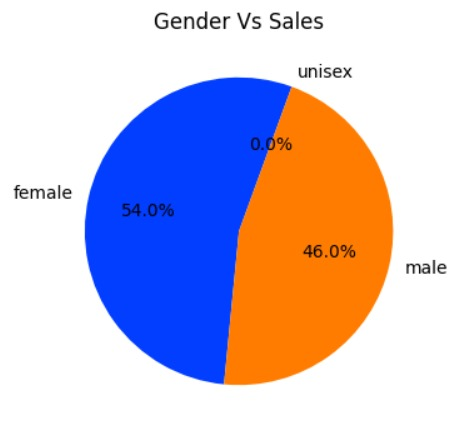 Gender Vs Sales
unisex
0.0%
female
54.0%
46.0%
male